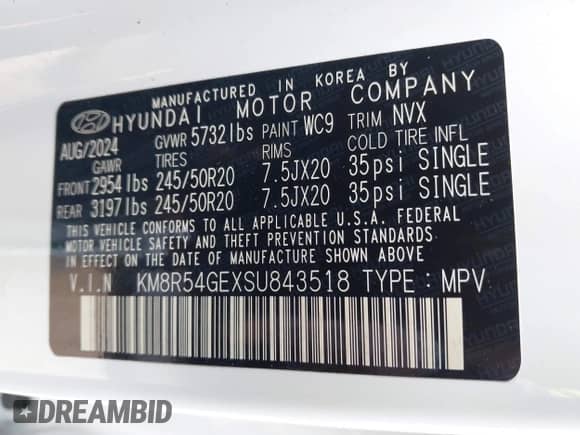 MANUFACTURED IN KOREA BY
HYUNDAI MOTOR COMPANY
AUG/2024 GVWR 5732 lbs PAINT WC9 TRIM NVX
GAWR TIRES RIMS COLD TIRE INFL
FRONT 2954 lbs 245/50R20 7.5JX20 35psi SINGLE
REAR 3197 lbs 245/50R20 7.5JX20 35psi SINGLE
THIS VEHICLE CONFORMS TO ALL APPLICABLE U.S.A. FEDERAL
MOTOR VEHICLE SAFETY AND THEFT PREVENTION STANDARDS
IN EFFECT ON THE DATE OF MANUFACTURE SHOWN ABOVE.
V.I.N KM8R54GEXSU843518 TYPE : MPV
DREAMBID